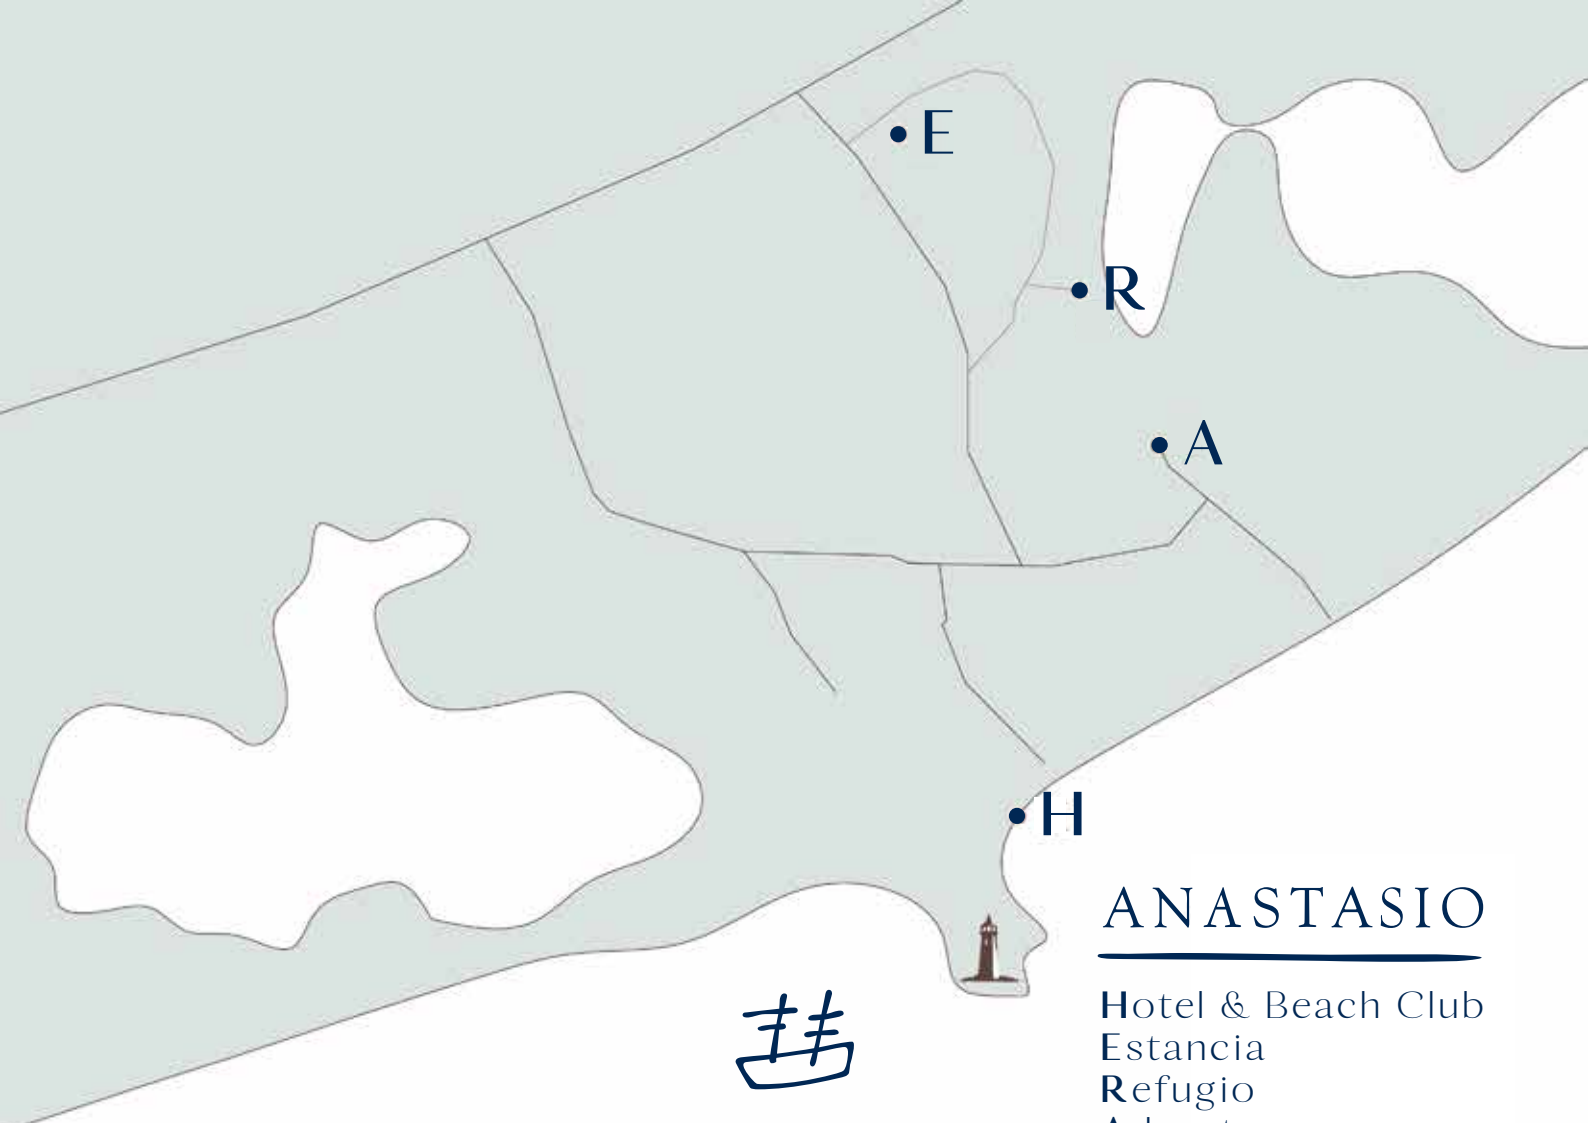 E
R
A
H
ANASTASIO
Hotel & Beach Club
Estancia
Refugio